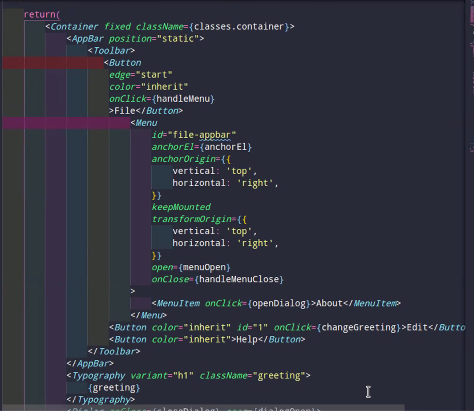 return(
<Container fixed className={classes.container}>
<AppBar position="static">
<Toolbar>
<Button
edge="start"
color="inherit"
onClick={handleMenu}
>File</Button>
<Menu
id="file-appbar"
anchorEl={anchorEl}
anchorOrigin={{
vertical: 'top',
horizontal: 'right',
}}
keepMounted
transformOrigin={{
vertical: 'top',
horizontal: 'right',
}}
open={menuOpen}
onClose={handleMenuClose}
>
<MenuItem onClick={openDialog}>About</MenuItem>
</Menu>
<Button color="inherit" id="1" onClick={changeGreeting}>Edit</Button
<Button color="inherit">Help</Button>
</Toolbar>
</AppBar>
<Typography variant="h1" className="greeting">
{greeting}
</Typography>